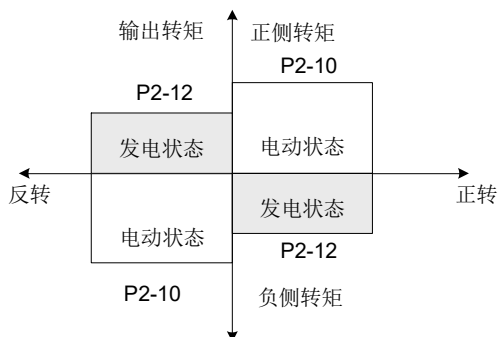 输出转矩
正侧转矩
P2-10
P2-12
发电状态
电动状态
反转
正转
电动状态
发电状态
P2-12
P2-10
负侧转矩